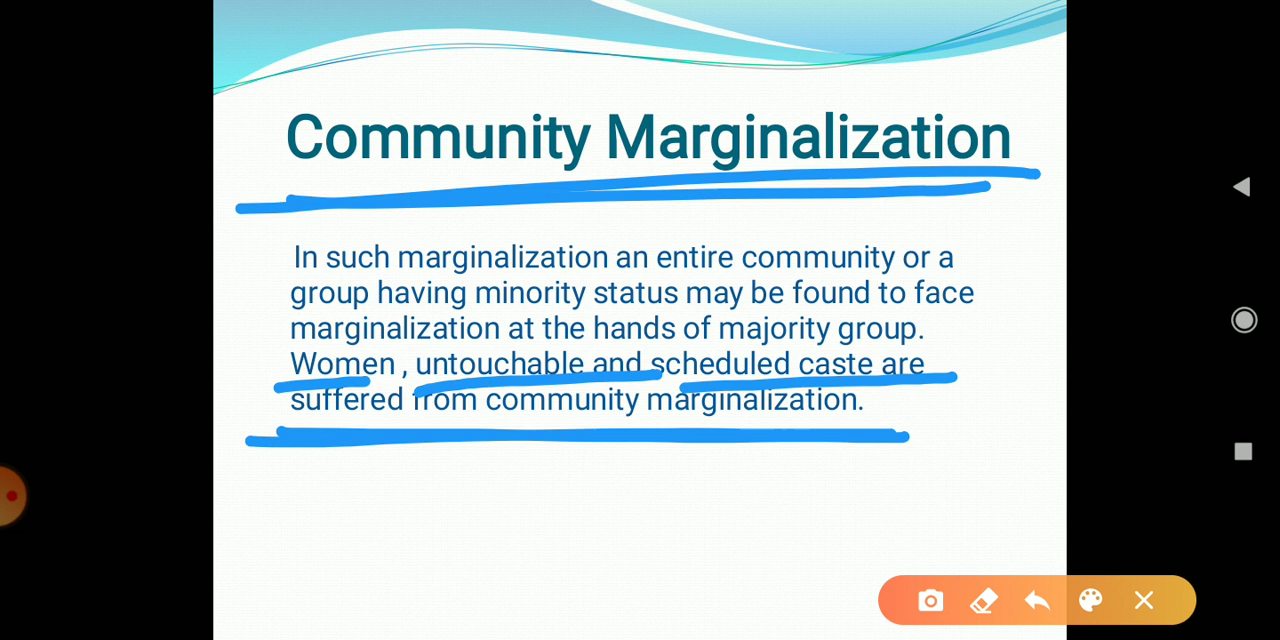 Community Marginalization
In such marginalization an entire community or a
group having minority status may be found to face
marginalization at the hands of majority group.
Women , untouchable and scheduled caste are
suffered from community marginalization.